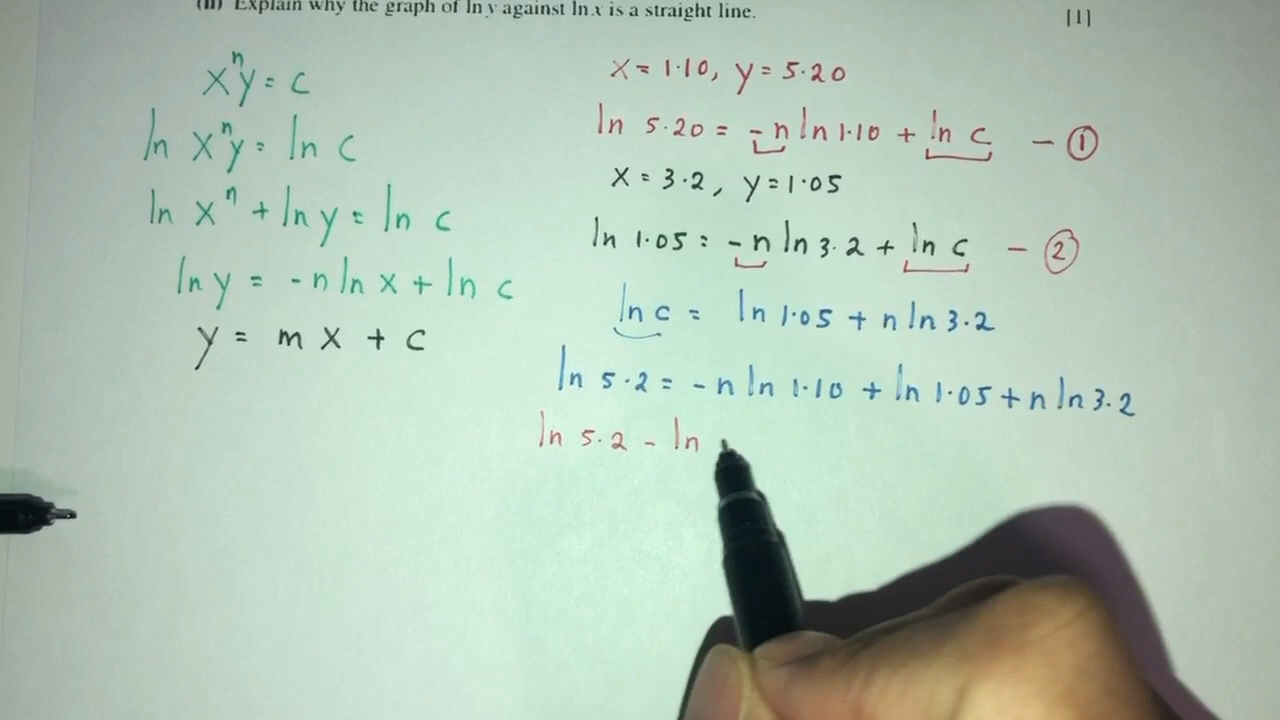 (ii) Explain why the graph of ln y against ln x is a straight line. [1]
xⁿy = c
ln xⁿy = ln c
ln xⁿ + ln y = ln c
ln y = -n ln x + ln c
y = m x + c
x = 1.10, y = 5.20
ln 5.20 = -n ln 1.10 + ln c - ①
x = 3.2, y = 1.05
ln 1.05 = -n ln 3.2 + ln c - ②
ln c = ln 1.05 + n ln 3.2
ln 5.2 = -n ln 1.10 + ln 1.05 + n ln 3.2
ln 5.2 - ln